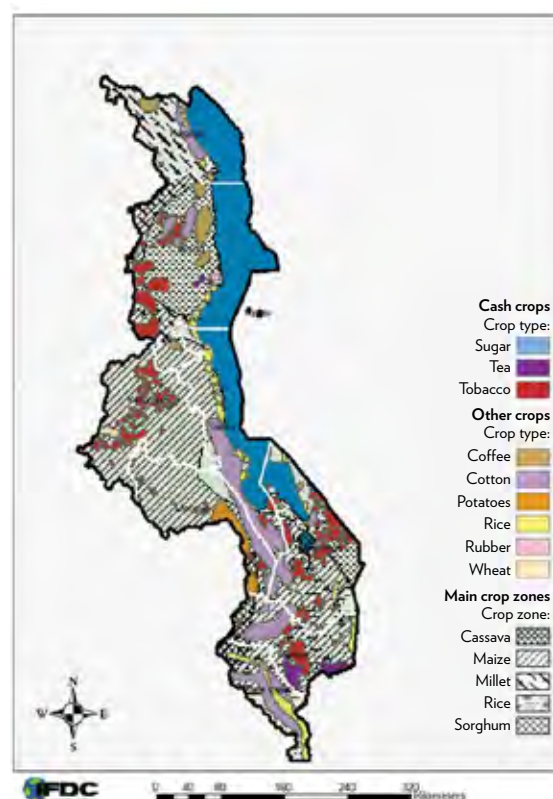 Cash crops
Crop type:
Sugar
Tea
Tobacco
Other crops
Crop type:
Coffee
Cotton
Potatoes
Rice
Rubber
Wheat
Main crop zones
Crop zone:
Cassava
Maize
Millet
Rice
Sorghum
N
W E
S
IFDC
0 40 80 160 240 320
Kilometers